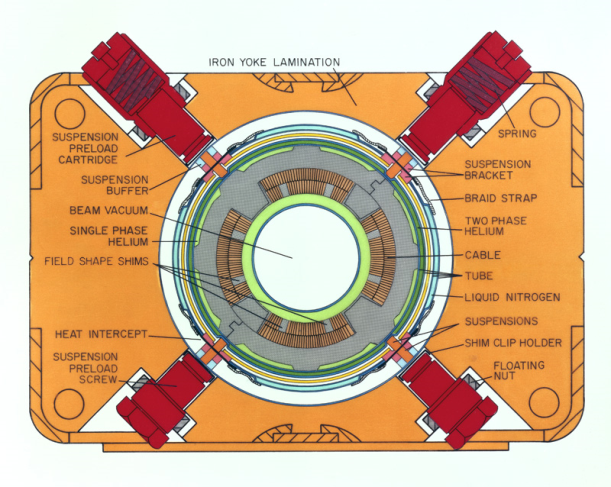 IRON YOKE LAMINATION
SUSPENSION
PRELOAD
CARTRIDGE
SUSPENSION
BUFFER
BEAM VACUUM
SINGLE PHASE
HELIUM
FIELD SHAPE SHIMS
HEAT INTERCEPT
SUSPENSION
PRELOAD
SCREW
SPRING
SUSPENSION
BRACKET
BRAID STRAP
TWO PHASE
HELIUM
CABLE
TUBE
LIQUID NITROGEN
SUSPENSIONS
SHIM CLIP HOLDER
FLOATING
NUT